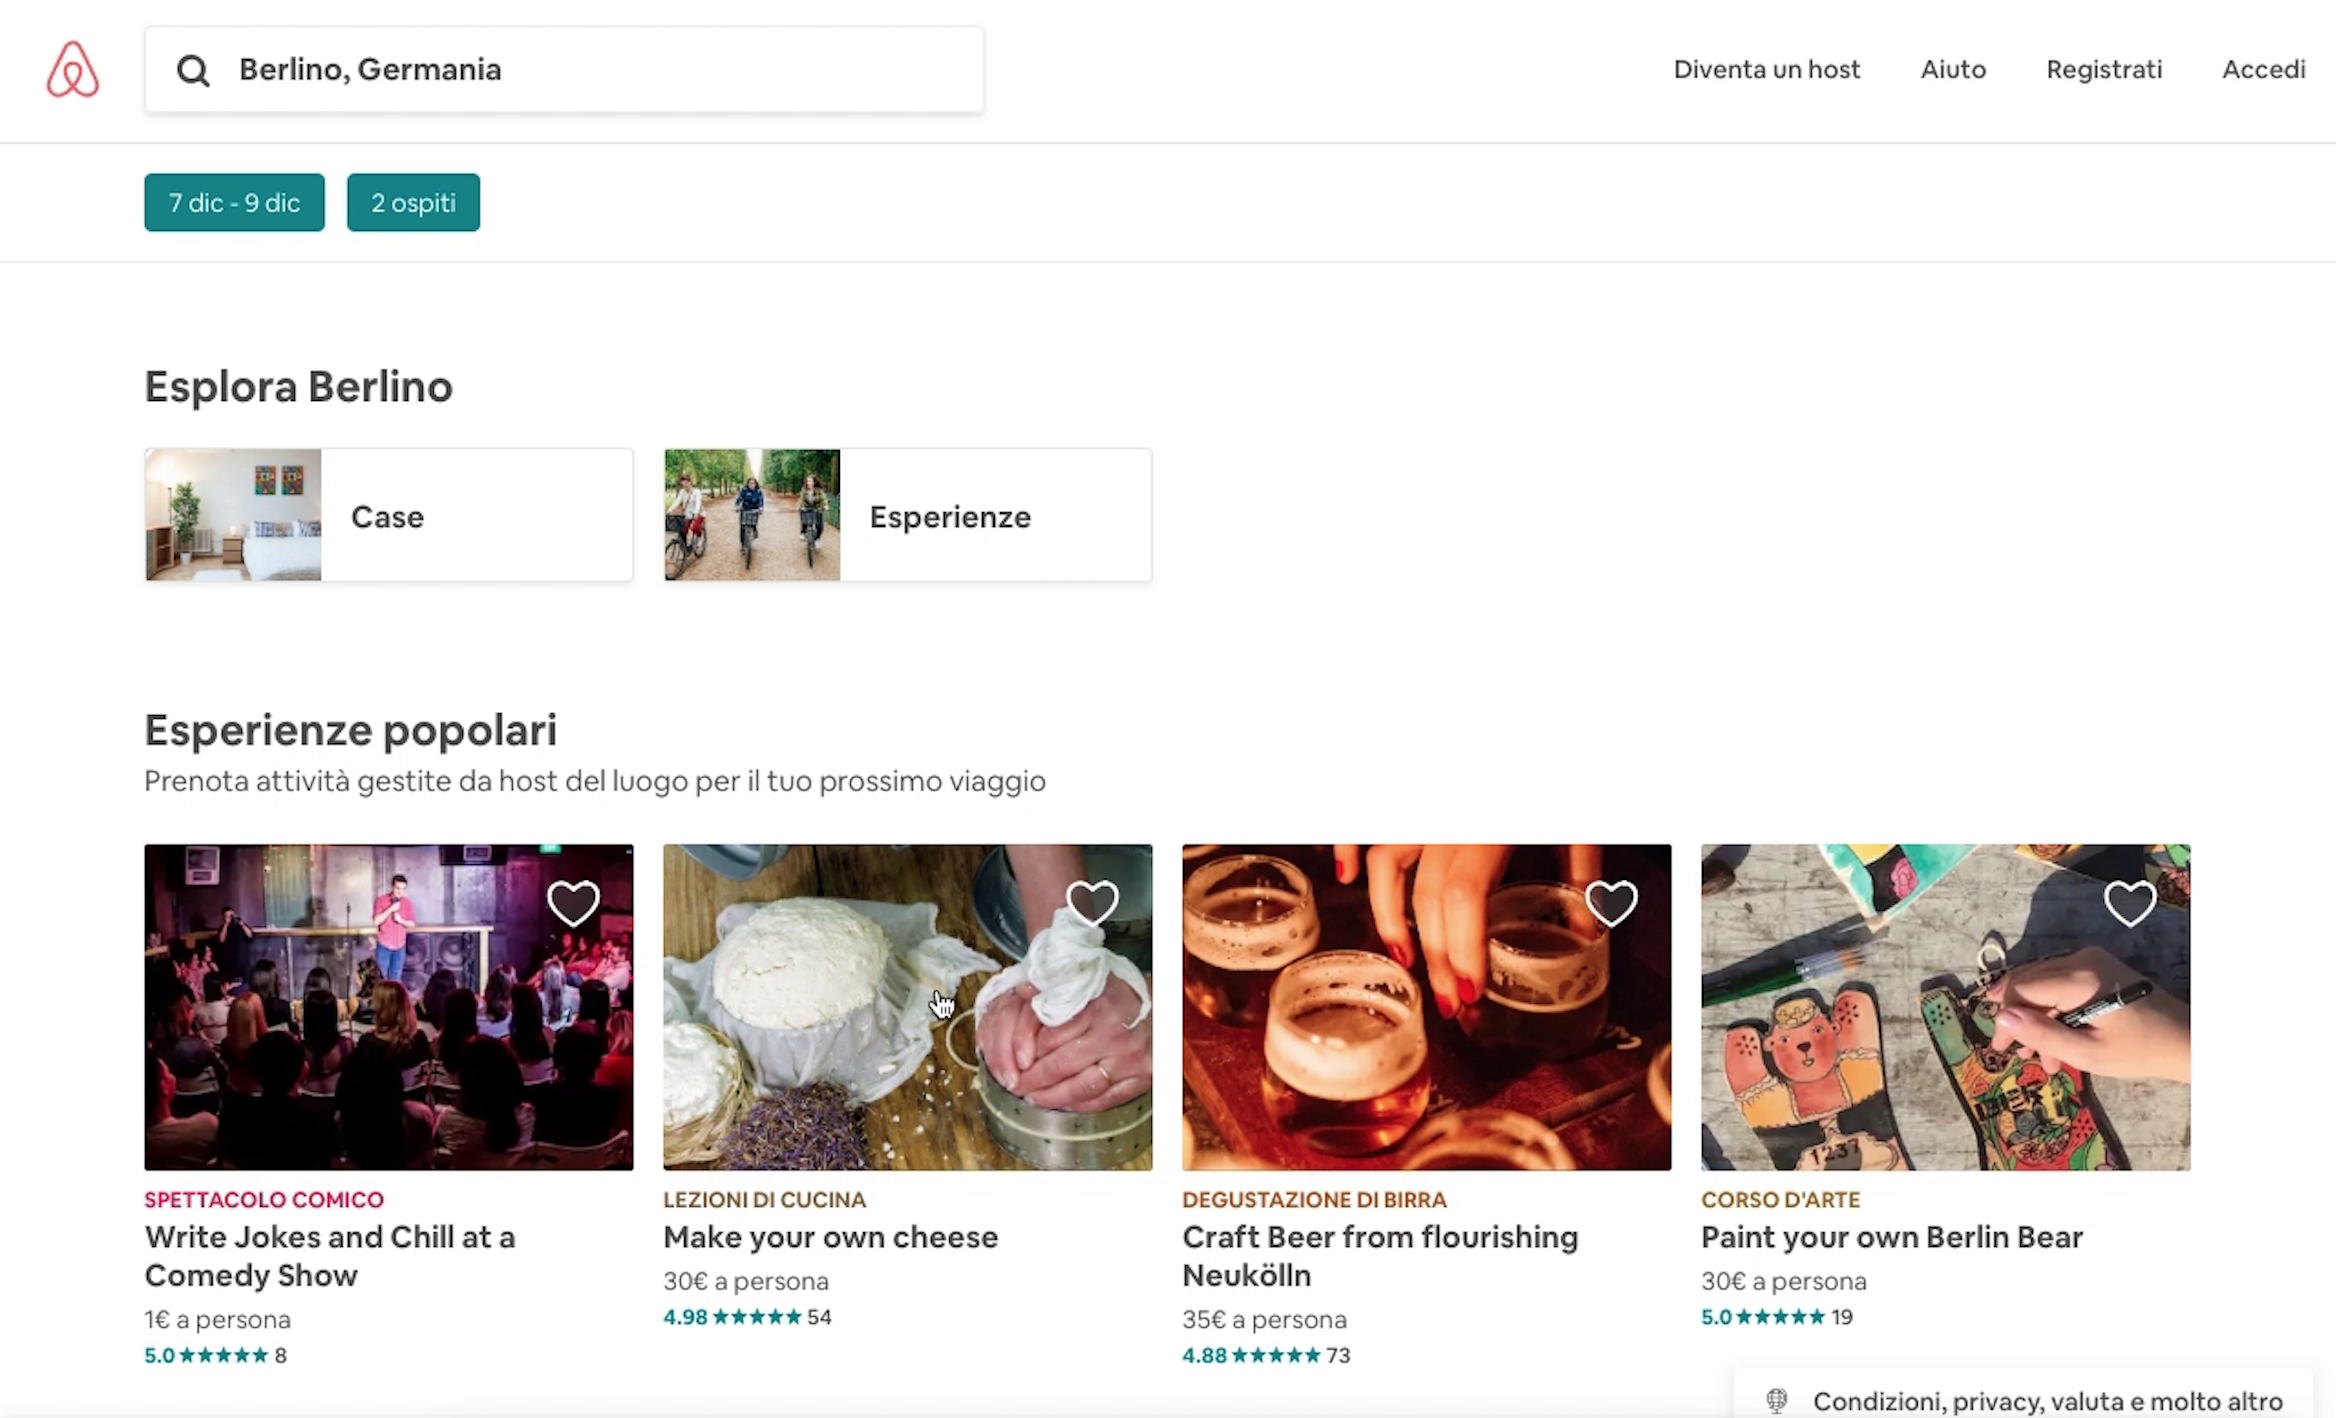 Berlino, Germania
Diventa un host
Aiuto
Registrati
Accedi
7 dic - 9 dic
2 ospiti
Esplora Berlino
Case
Esperienze
Esperienze popolari
Prenota attività gestite da host del luogo per il tuo prossimo viaggio
SPETTACOLO COMICO
Write Jokes and Chill at a
Comedy Show
1€ a persona
5.0 ★★★★★ 8
LEZIONI DI CUCINA
Make your own cheese
30€ a persona
4.98 ★★★★★ 54
DEGUSTAZIONE DI BIRRA
Craft Beer from flourishing
Neukölln
35€ a persona
4.88 ★★★★★ 73
1237
CORSO D'ARTE
Paint your own Berlin Bear
30€ a persona
5.0 ★★★★★ 19
Condizioni, privacy, valuta e molto altro